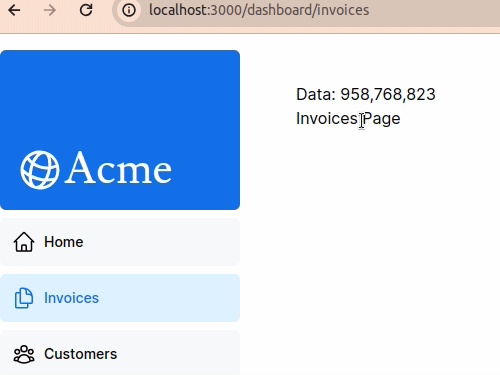 localhost:3000/dashboard/invoices
Data: 958,768,823
Invoices Page
Acme
Home
Invoices
Customers